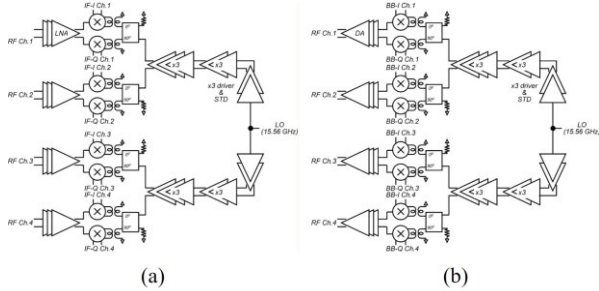 IF-I Ch.1
RF Ch.1
LNA
IF-Q Ch.1
IF-I Ch.2
RF Ch.2
IF-Q Ch.2
x3
x3
x3 driver
&
STD
LO
(15.56 GHz)
IF-I Ch.3
RF Ch.3
IF-Q Ch.3
IF-I Ch.4
RF Ch.4
IF-Q Ch.4
x3
x3
(a)
BB-I Ch.1
RF Ch.1
DA
BB-Q Ch.1
BB-I Ch.2
RF Ch.2
BB-Q Ch.2
x3
x3
x3 driver
&
STD
LO
(15.56 GHz)
BB-I Ch.3
RF Ch.3
BB-Q Ch.3
BB-I Ch.4
RF Ch.4
BB-Q Ch.4
x3
x3
(b)